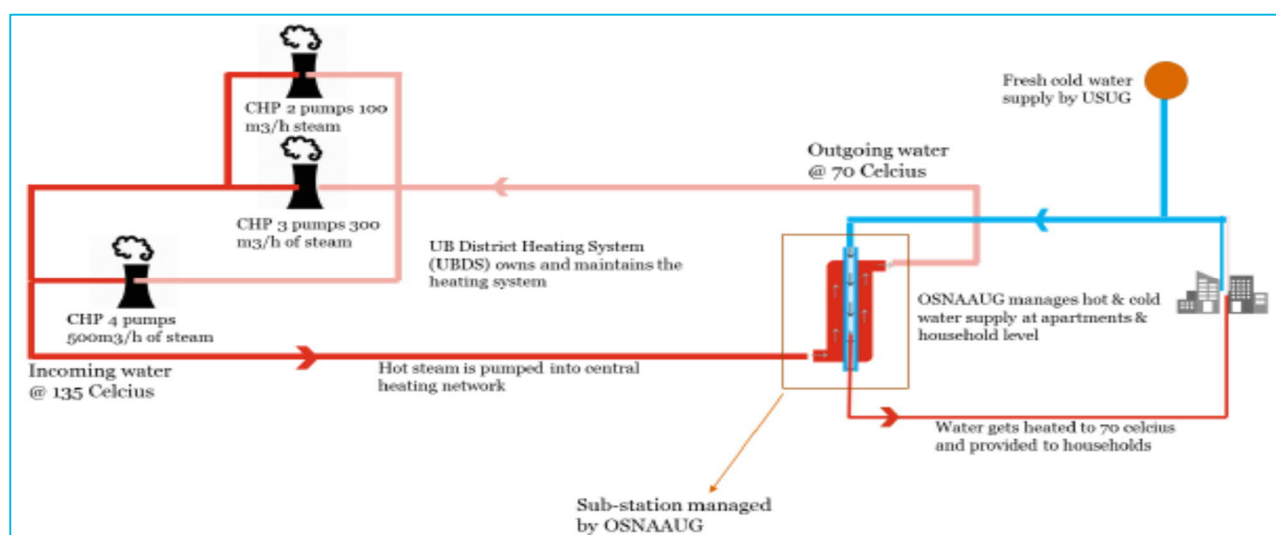 CHP 2 pumps 100
m3/h steam
CHP 3 pumps 300
m3/h of steam
CHP 4 pumps
500m3/h of steam
Incoming water
@ 135 Celcius
UB District Heating System
(UBDS) owns and maintains the
heating system
Hot steam is pumped into central
heating network
Outgoing water
@ 70 Celcius
Fresh cold water
supply by USUG
OSNAAUG manages hot & cold
water supply at apartments &
household level
Water gets heated to 70 celcius
and provided to households
Sub-station managed
by OSNAAUG